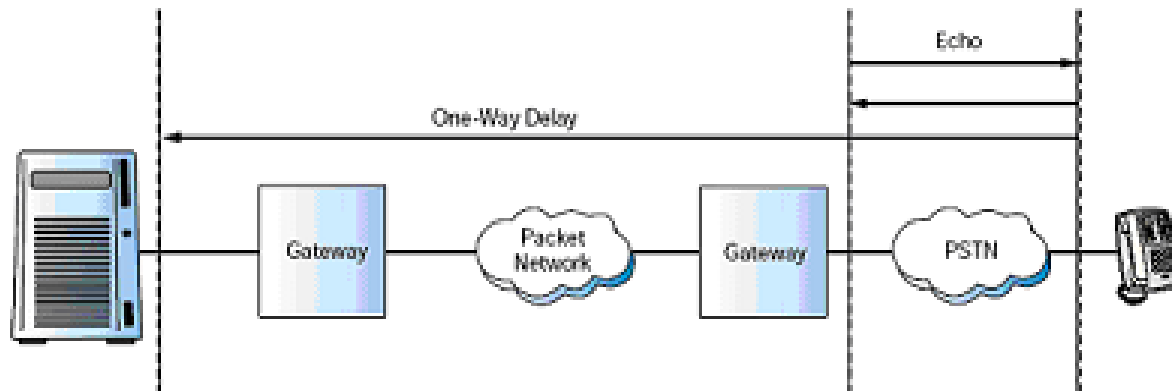 Echo
One-Way Delay
Gateway
Packet
Network
Gateway
PSTN